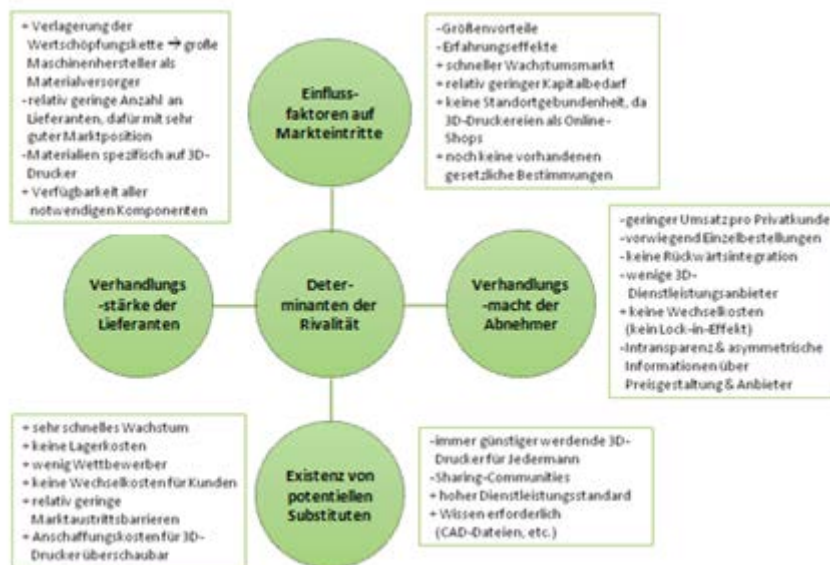 + Verlagerung der
Wertschöpfungskette → große
Maschinenhersteller als
Materialversorger
-relativ geringe Anzahl an
Lieferanten, dafür mit sehr
guter Marktposition
-Materialien spezifisch auf 3D-
Drucker
+ Verfügbarkeit aller
notwendigen Komponenten
Einfluss-
faktoren auf
Markteintritte
-Größenvorteile
-Erfahrungseffekte
+ schneller Wachstumsmarkt
+ relativ geringer Kapitalbedarf
+ keine Standortgebundenheit, da
3D-Druckereien als Online-
Shops
+ noch keine vorhandenen
gesetzliche Bestimmungen
Verhandlungs
-stärke der
Lieferanten
Deter-
minanten der
Rivalität
Verhandlungs
-macht der
Abnehmer
-geringer Umsatz pro Privatkunde
-vorwiegend Einzelbestellungen
-keine Rückwärtsintegration
-wenige 3D-
Dienstleistungsanbieter
+ keine Wechselkosten
(kein Lock-in-Effekt)
-Intransparenz & asymmetrische
Informationen über
Preisgestaltung & Anbieter
+ sehr schnelles Wachstum
+ keine Lagerkosten
+ wenig Wettbewerber
+ keine Wechselkosten für Kunden
+ relativ geringe
Marktaustrittsbarrieren
+ Anschaffungskosten für 3D-
Drucker überschaubar
Existenz von
potentiellen
Substituten
-immer günstiger werdende 3D-
Drucker für Jedermann
-Sharing-Communities
+ hoher Dienstleistungsstandard
+ Wissen erforderlich
(CAD-Dateien, etc.)